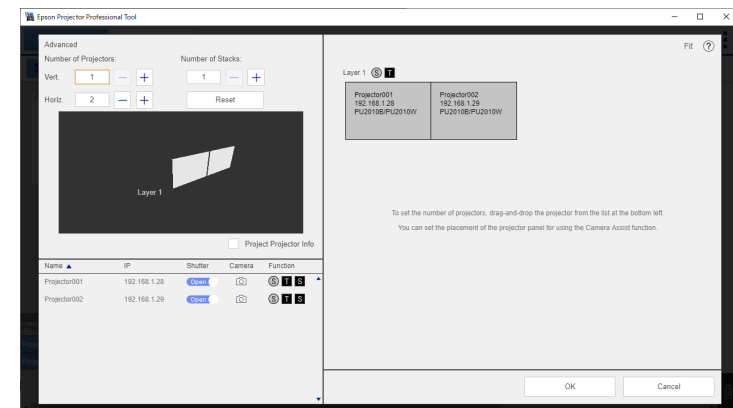 Epson Projector Professional Tool
Advanced
Number of Projectors:
Number of Stacks:
Vert. 1
1
Horiz. 2
Reset
Layer 1
Project Projector Info
Name ▲ IP Shutter Camera Function
Projector001 192.168.1.28 Open S T S
Projector002 192.168.1.29 Open S T S
Fit ?
Layer 1 S T
Projector001
192.168.1.28
PU2010B/PU2010W
Projector002
192.168.1.29
PU2010B/PU2010W
To set the number of projectors, drag-and-drop the projector from the list at the bottom left.
You can set the placement of the projector panel for using the Camera Assist function.
OK
Cancel